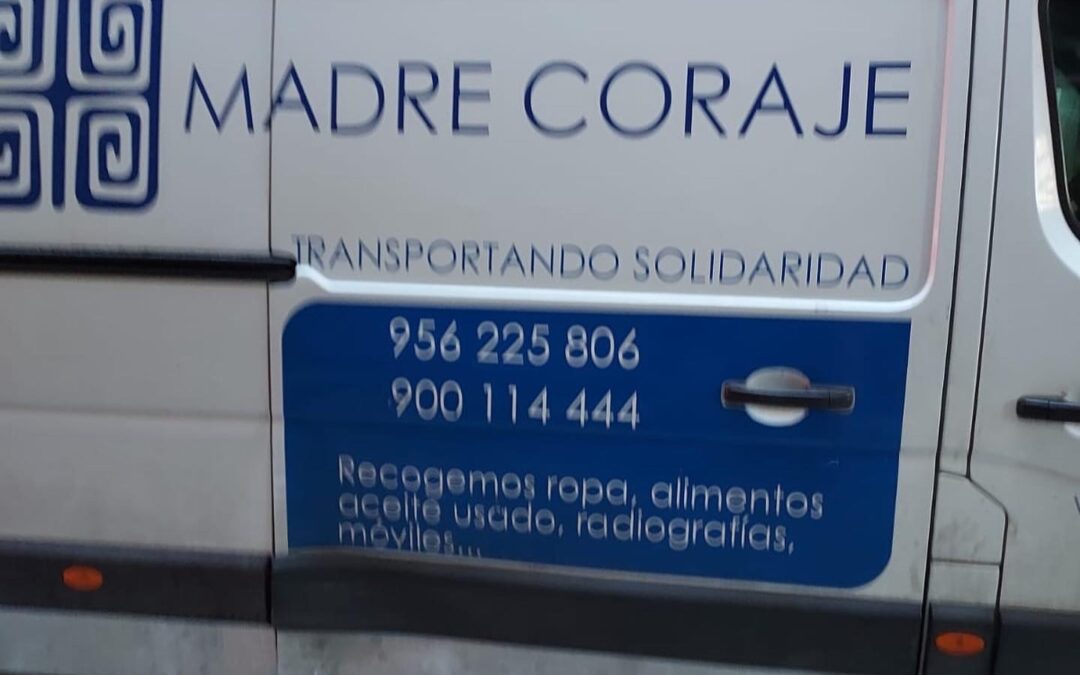 MADRE CORAJE
TRANSPORTANDO SOLIDARIDAD
956 225 806
900 114 444
Recogemos ropa, alimentos
aceite usado, radiografías,
móviles...